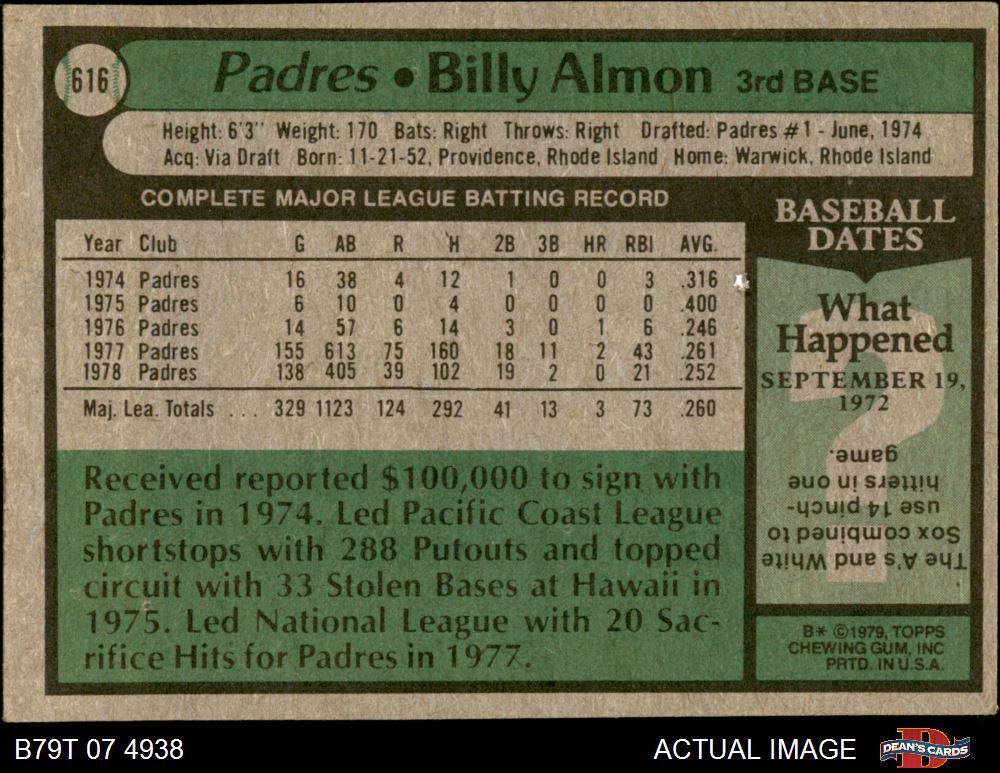 616
Padres • Billy Almon 3rd BASE
Height: 6'3" Weight: 170 Bats: Right Throws: Right Drafted: Padres #1 - June, 1974
Acq: Via Draft Born: 11-21-52, Providence, Rhode Island Home: Warwick, Rhode Island
COMPLETE MAJOR LEAGUE BATTING RECORD
Year Club G AB R H 2B 3B HR RBI AVG.
1974 Padres 16 38 4 12 1 0 0 3 .316
1975 Padres 6 10 0 4 0 0 0 0 .400
1976 Padres 14 57 6 14 3 0 1 6 .246
1977 Padres 155 613 75 160 18 11 2 43 .261
1978 Padres 138 405 39 102 19 2 0 21 .252
Maj. Lea. Totals ... 329 1123 124 292 41 13 3 73 .260
Received reported $100,000 to sign with
Padres in 1974. Led Pacific Coast League
shortstops with 288 Putouts and topped
circuit with 33 Stolen Bases at Hawaii in
1975. Led National League with 20 Sac-
rifice Hits for Padres in 1977.
BASEBALL
DATES
What
Happened
SEPTEMBER 19,
1972
The A's and White
Sox combined to
use 14 pinch-
hitters in one
game.
B* ©1979, TOPPS
CHEWING GUM, INC
PRTD. IN U.S.A.
B79T 07 4938
ACTUAL IMAGE
DEAN'S CARDS